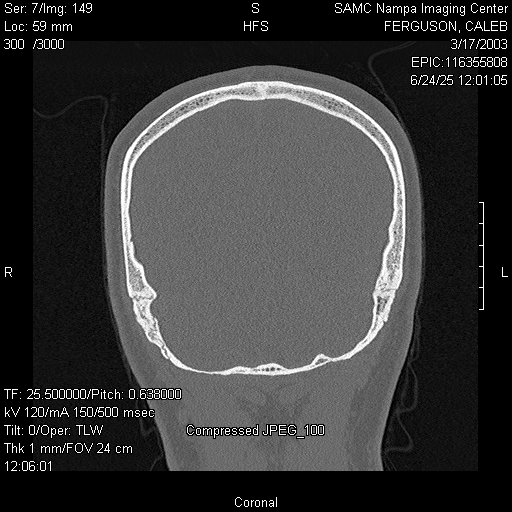 Ser: 7/Img: 149
Loc: 59 mm
300 /3000
S
HFS
SAMC Nampa Imaging Center
FERGUSON, CALEB
3/17/2003
EPIC:116355808
6/24/25 12:01:05
R
L
TF: 25.500000/Pitch: 0.638000
kV 120/mA 150/500 msec
Tilt: 0/Oper: TLW
Thk 1 mm/FOV 24 cm
12:06:01
Compressed JPEG_100
Coronal